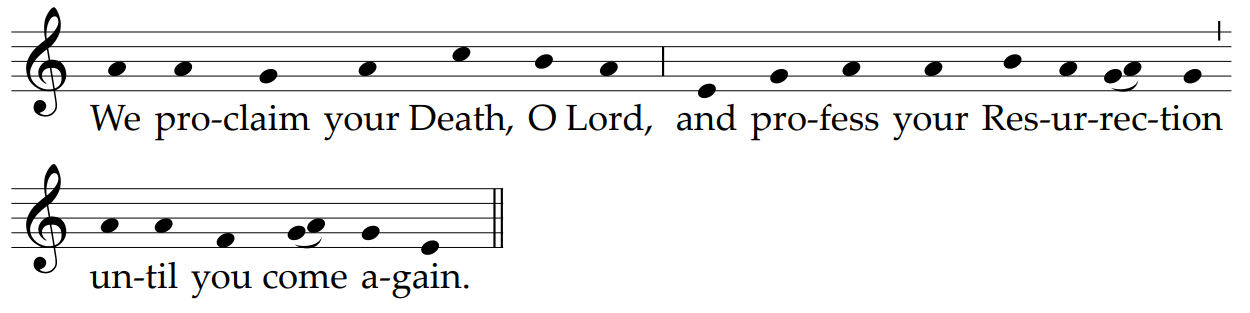 We pro-claim your Death, O Lord, and pro-fess your Res-ur-rec-tion
un-til you come a-gain.